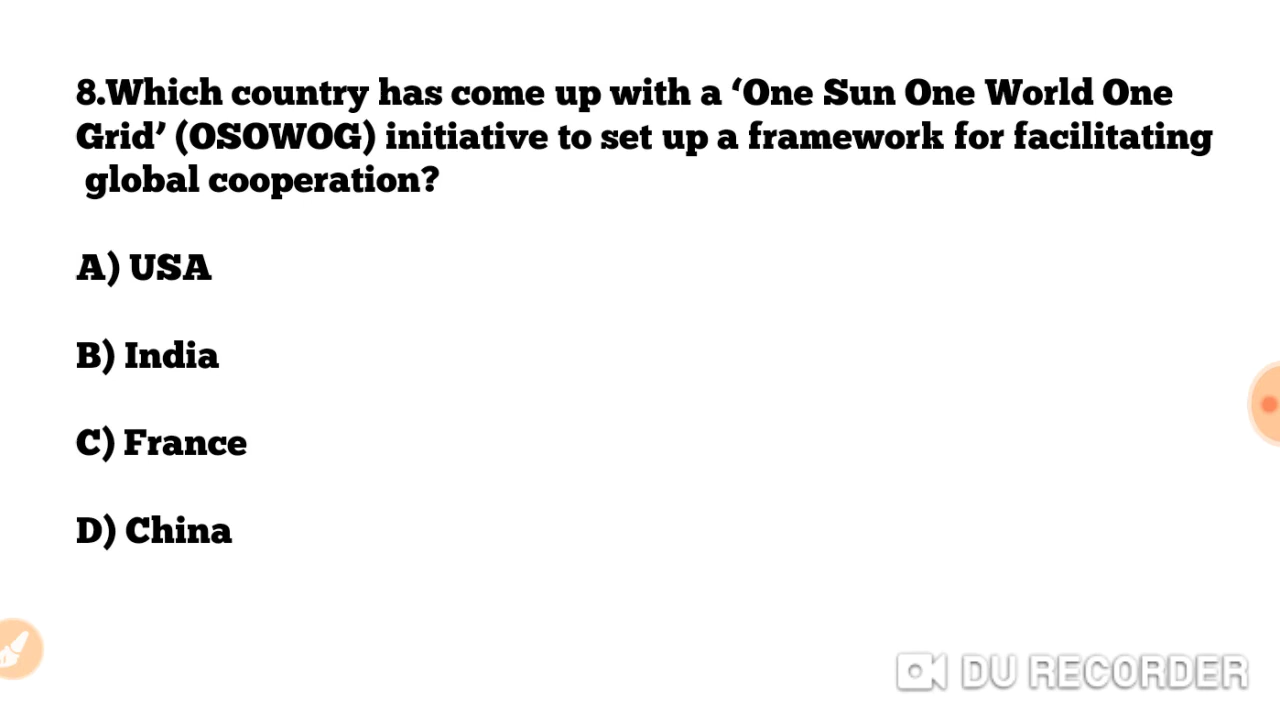 8.Which country has come up with a ‘One Sun One World One
Grid’ (OSOWOG) initiative to set up a framework for facilitating
global cooperation?
A) USA
B) India
C) France
D) China
DU RECORDER